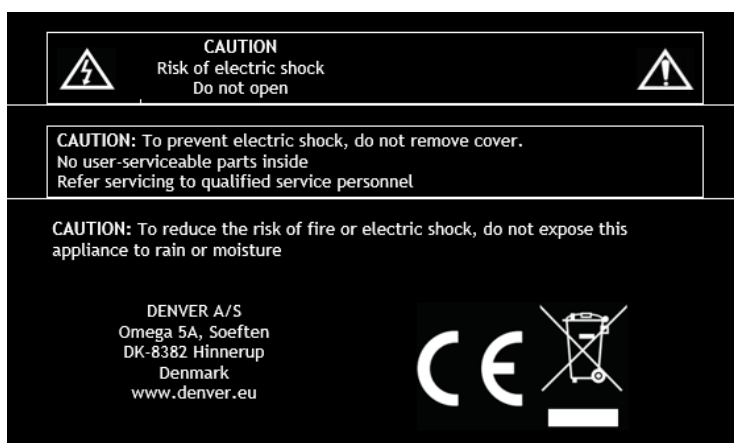 CAUTION
Risk of electric shock
Do not open
CAUTION: To prevent electric shock, do not remove cover.
No user-serviceable parts inside
Refer servicing to qualified service personnel
CAUTION: To reduce the risk of fire or electric shock, do not expose this
appliance to rain or moisture
DENVER A/S
Omega 5A, Soeften
DK-8382 Hinnerup
Denmark
www.denver.eu
CE